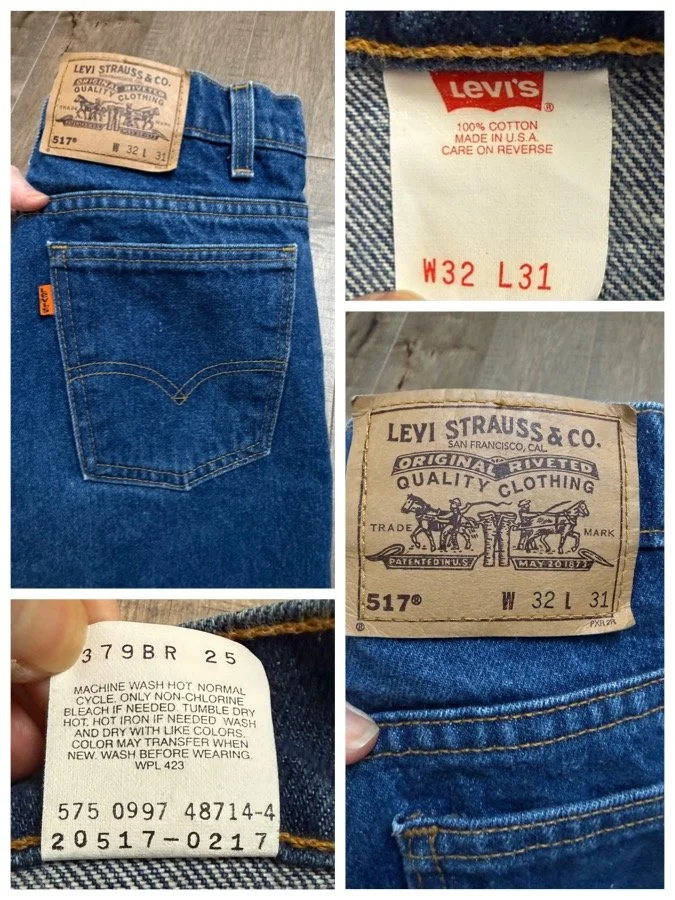 LEVI STRAUSS & CO.
ORIGINAL RIVETED
QUALITY CLOTHING
TRADE
517® W 32 L 31
Levi's
Levi's®
100% COTTON
MADE IN U.S.A.
CARE ON REVERSE
W32 L31
LEVI STRAUSS & CO.
SAN FRANCISCO, CAL.
ORIGINAL RIVETED
QUALITY CLOTHING
TRADE MARK
PATENTED IN U.S. MAY 20 1873
517® W 32 L 31
®
379BR 25
MACHINE WASH HOT. NORMAL
CYCLE. ONLY NON-CHLORINE
BLEACH IF NEEDED. TUMBLE DRY
HOT. HOT IRON IF NEEDED. WASH
AND DRY WITH LIKE COLORS.
COLOR MAY TRANSFER WHEN
NEW. WASH BEFORE WEARING.
WPL 423
575 0997 48714-4
20517-0217